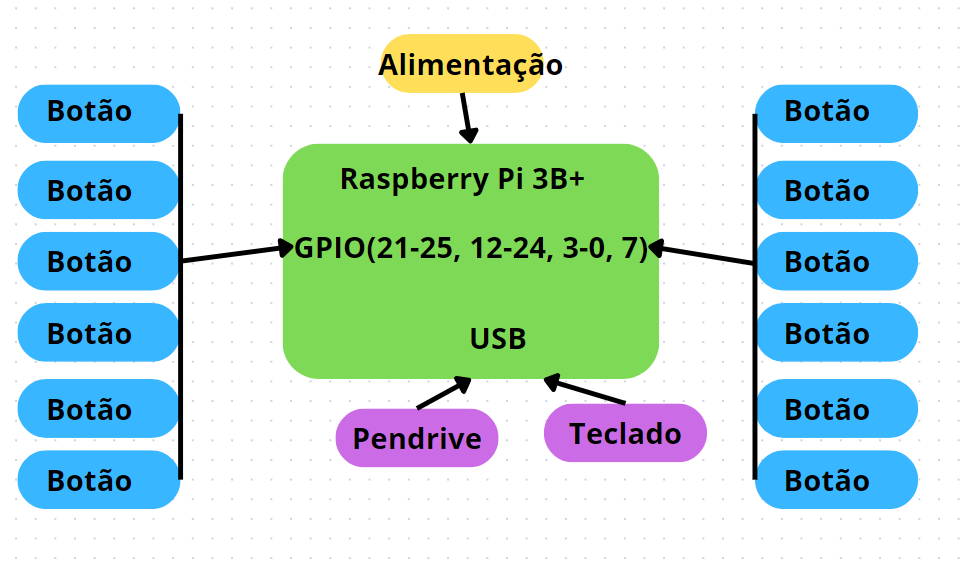 Alimentação
Botão
Botão
Botão
Botão
Botão
Botão
Raspberry Pi 3B+
GPIO(21-25, 12-24, 3-0, 7)
USB
Pendrive
Teclado
Botão
Botão
Botão
Botão
Botão
Botão